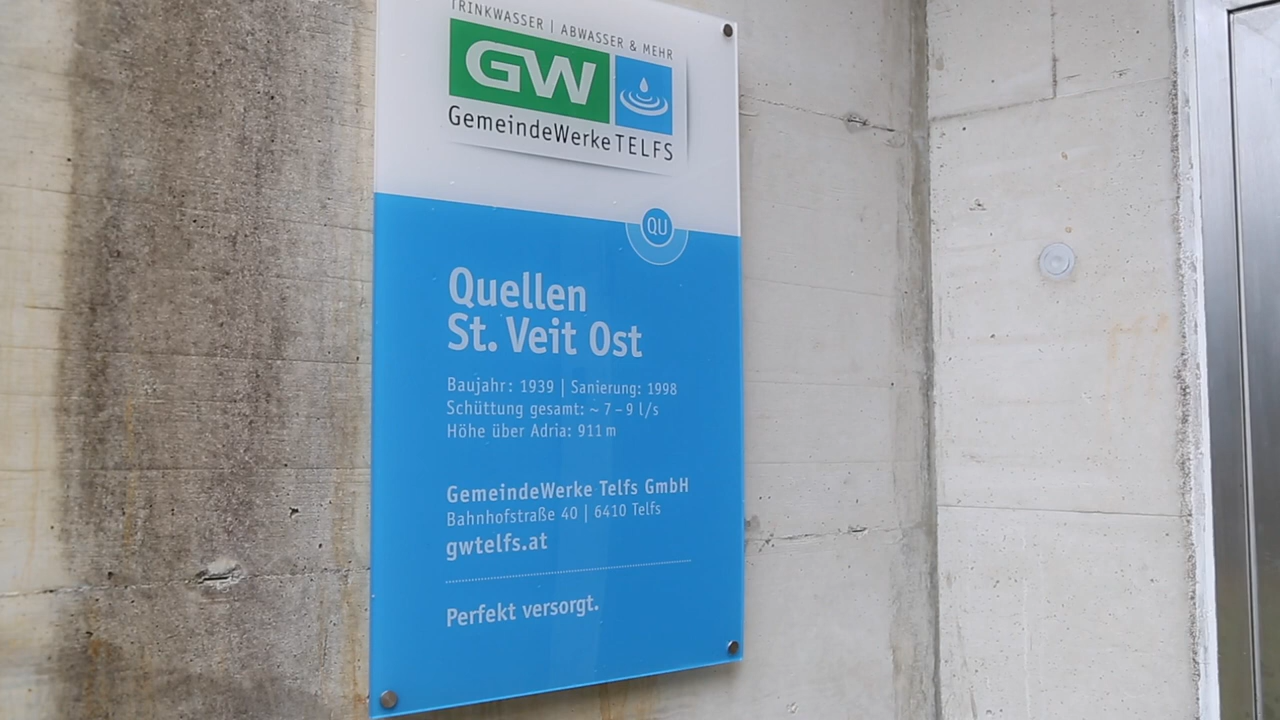 TRINKWASSER | ABWASSER & MEHR
GW
GemeindeWerke TELFS
QU
Quellen
St. Veit Ost
Baujahr: 1939 | Sanierung: 1998
Schüttung gesamt: ~ 7 – 9 l/s
Höhe über Adria: 911 m
GemeindeWerke Telfs GmbH
Bahnhofstraße 40 | 6410 Telfs
gwtelfs.at
Perfekt versorgt.